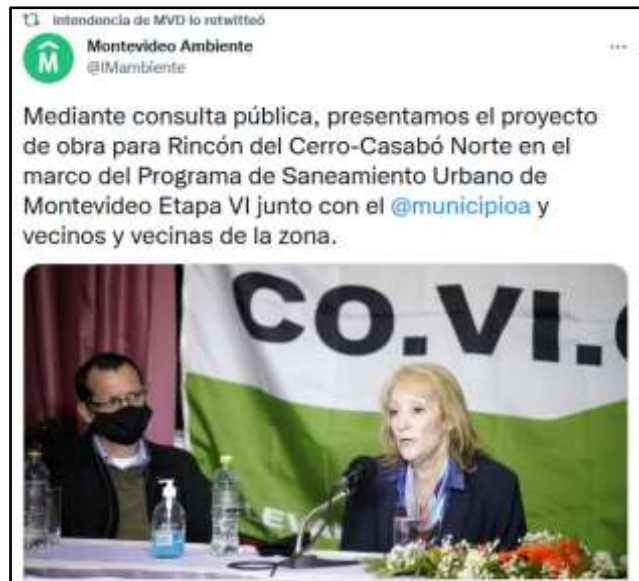 Intendencia de MVD lo retwitteó
Montevideo Ambiente
@IMambiente
Mediante consulta pública, presentamos el proyecto
de obra para Rincón del Cerro-Casabó Norte en el
marco del Programa de Saneamiento Urbano de
Montevideo Etapa VI junto con el @municipioa y
vecinos y vecinas de la zona.
CO.VI.